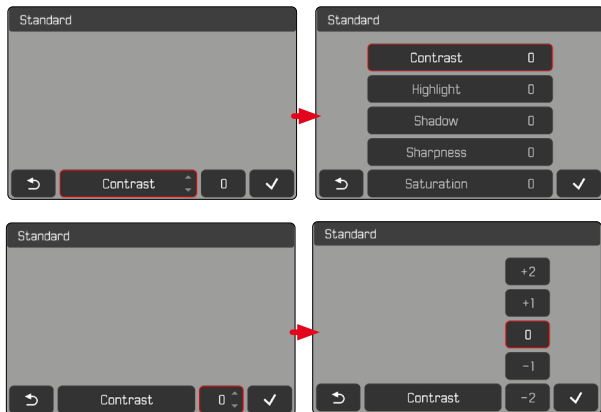 Standard
Contrast 0
Standard
Contrast 0
Highlight 0
Shadow 0
Sharpness 0
Saturation 0
Standard
Contrast 0
Standard
+2
+1
0
-1
Contrast -2